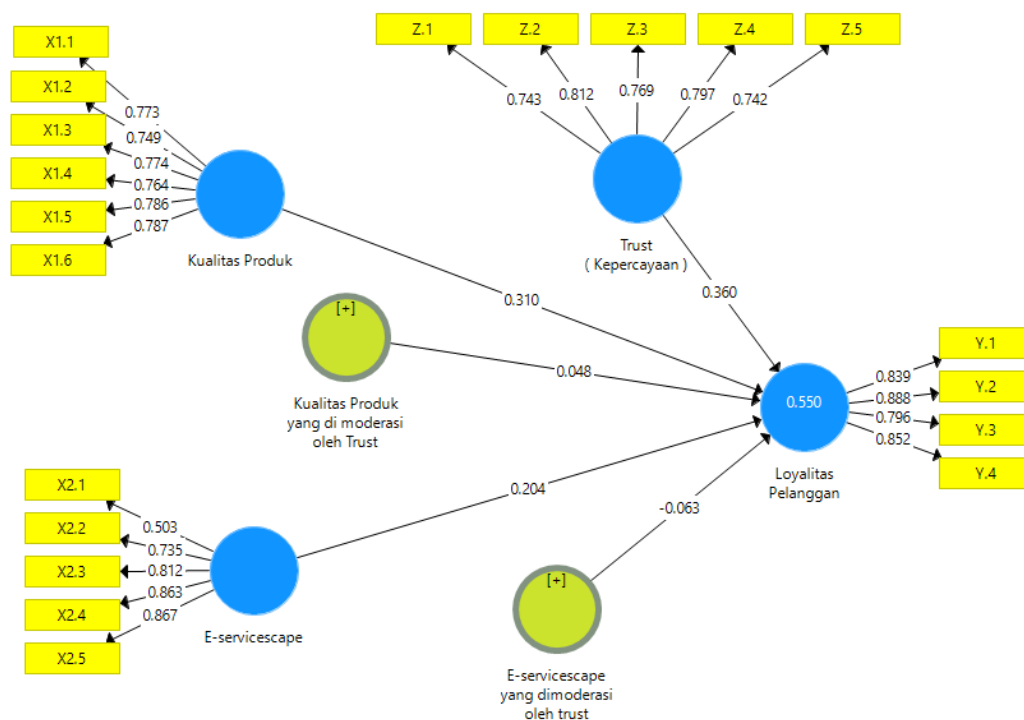 X1.1
X1.2
X1.3
X1.4
X1.5
X1.6
0.773
0.749
0.774
0.764
0.786
0.787
Kualitas Produk
Z.1
Z.2
Z.3
Z.4
Z.5
0.743
0.812
0.769
0.797
0.742
Trust
( Kepercayaan )
0.310
0.360
[+]
0.048
Kualitas Produk
yang di moderasi
oleh Trust
0.550
Loyalitas
Pelanggan
0.839
0.888
0.796
0.852
Y.1
Y.2
Y.3
Y.4
X2.1
X2.2
X2.3
X2.4
X2.5
0.503
0.735
0.812
0.863
0.867
E-servicescape
0.204
-0.063
[+]
E-servicescape
yang dimoderasi
oleh trust